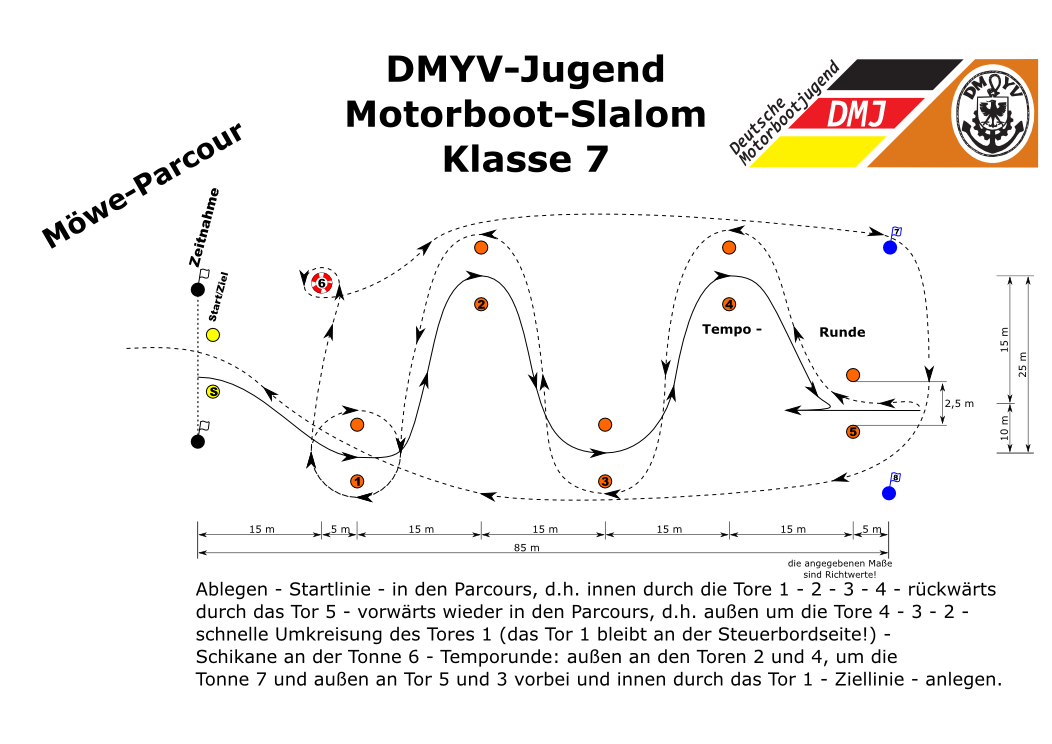 DMYV-Jugend
Motorboot-Slalom
Klasse 7
Deutsche
Motorbootjugend
DMJ
DM YV
Möwe-Parcour
Zeitnahme
Start/Ziel
7
6
2
4
Tempo -
Runde
15 m
25 m
S
2,5 m
5
10 m
1
3
8
15 m
5 m
15 m
15 m
15 m
15 m
5 m
85 m
die angegebenen Maße
sind Richtwerte!
Ablegen - Startlinie - in den Parcours, d.h. innen durch die Tore 1 - 2 - 3 - 4 - rückwärts
durch das Tor 5 - vorwärts wieder in den Parcours, d.h. außen um die Tore 4 - 3 - 2 -
schnelle Umkreisung des Tores 1 (das Tor 1 bleibt an der Steuerbordseite!) -
Schikane an der Tonne 6 - Temporunde: außen an den Toren 2 und 4, um die
Tonne 7 und außen an Tor 5 und 3 vorbei und innen durch das Tor 1 - Ziellinie - anlegen.